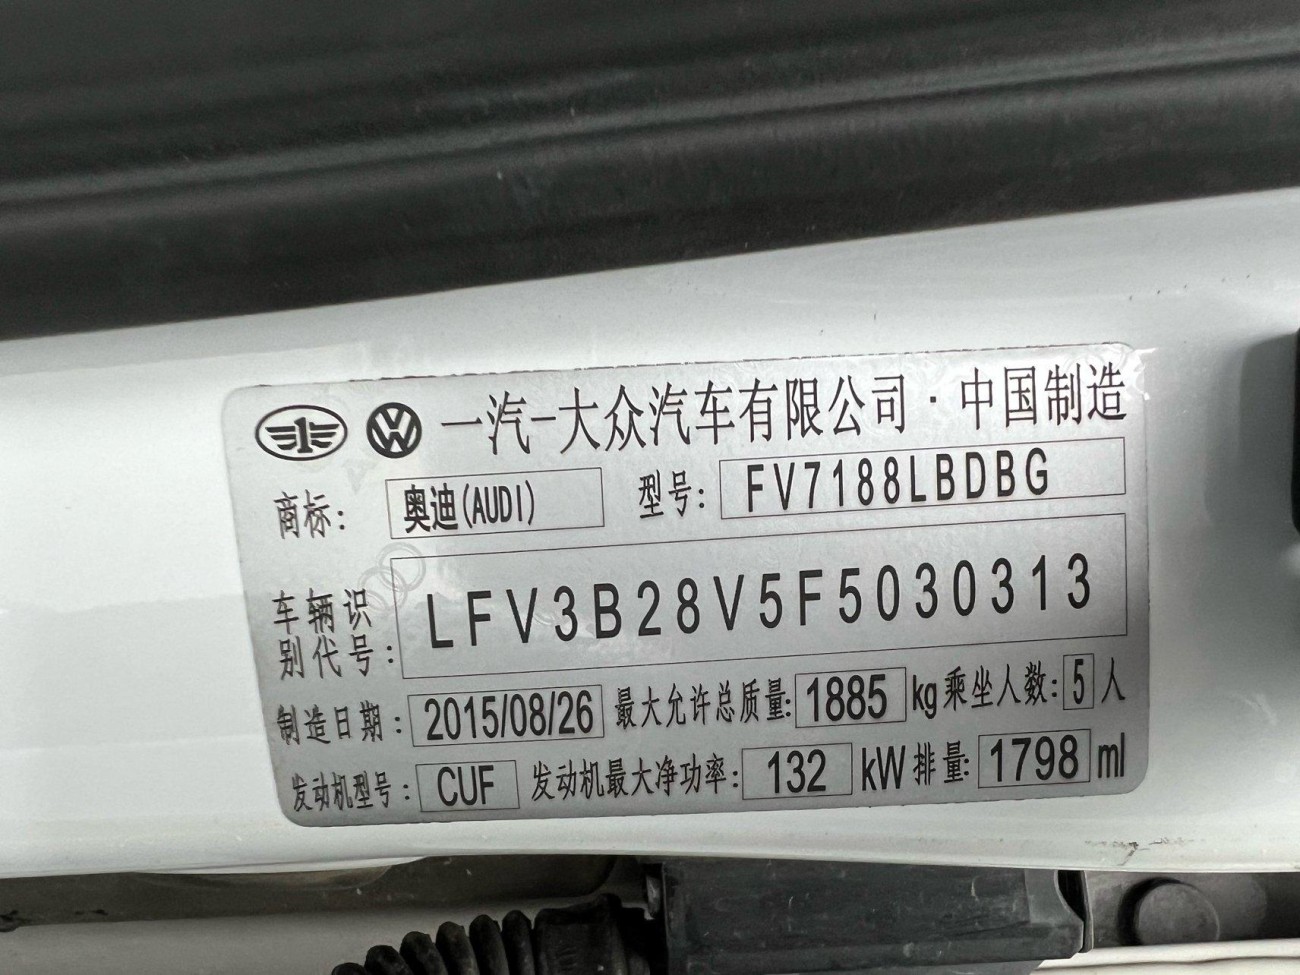 一汽-大众汽车有限公司·中国制造
商标: 奥迪(AUDI) 型号: FV7188LBDBG
车辆识
别代号: LFV3B28V5F5030313
制造日期: 2015/08/26 最大允许总质量: 1885 kg 乘坐人数: 5 人
发动机型号: CUF 发动机最大净功率: 132 kW 排量: 1798 ml